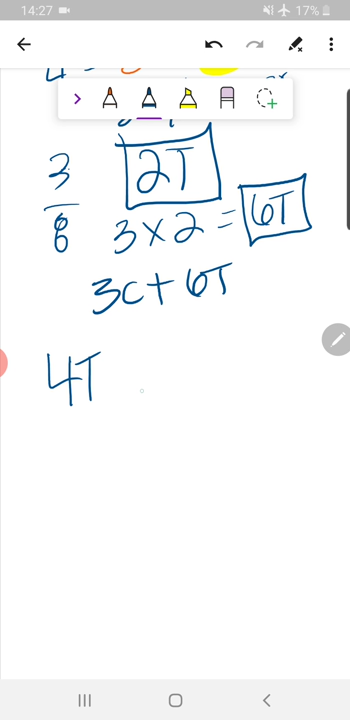 14:27 17%
3 2T
8 3 x 2 = 6T
3C + 6T
4T